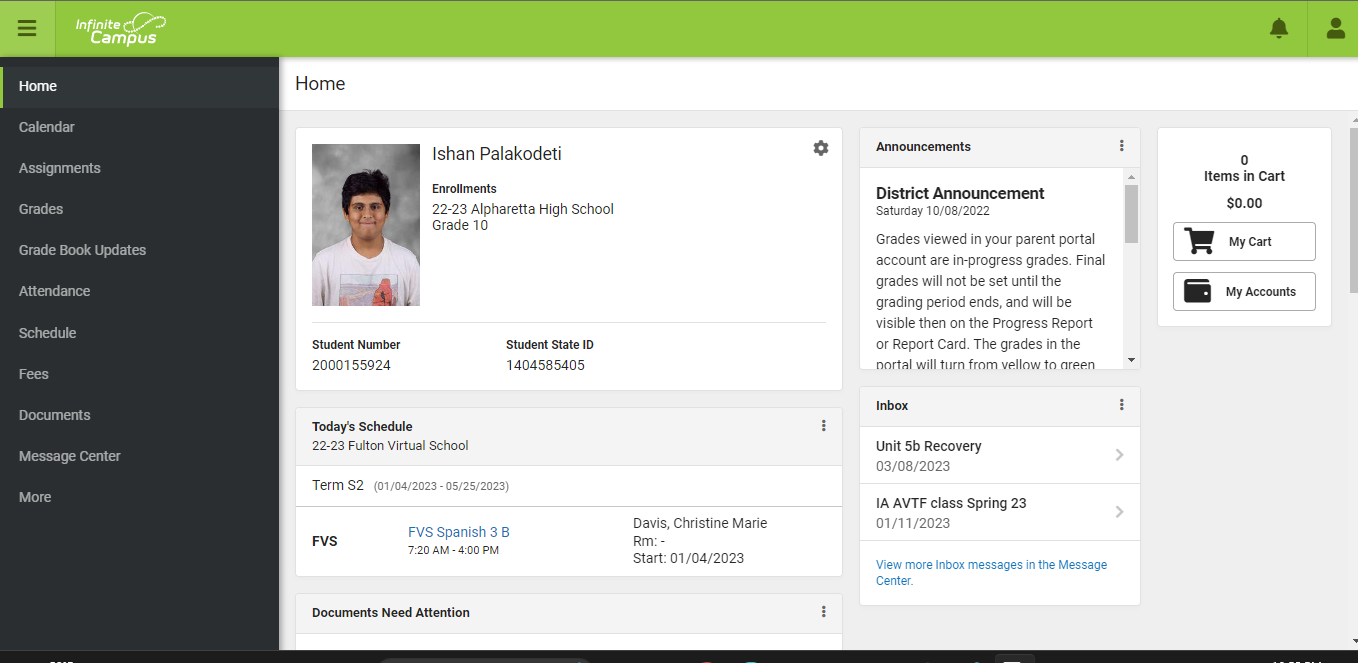 Infinite
Campus
Home
Calendar
Assignments
Grades
Grade Book Updates
Attendance
Schedule
Fees
Documents
Message Center
More
Home
Ishan Palakodeti
Enrollments
22-23 Alpharetta High School
Grade 10
Student Number
2000155924
Student State ID
1404585405
Today's Schedule
22-23 Fulton Virtual School
Term S2 (01/04/2023 - 05/25/2023)
FVS
FVS Spanish 3 B
7:20 AM - 4:00 PM
Davis, Christine Marie
Rm: -
Start: 01/04/2023
Documents Need Attention
Announcements
District Announcement
Saturday 10/08/2022
Grades viewed in your parent portal
account are in-progress grades. Final
grades will not be set until the
grading period ends, and will be
visible then on the Progress Report
or Report Card. The grades in the
portal will turn from yellow to green
Inbox
Unit 5b Recovery
03/08/2023
IA AVTF class Spring 23
01/11/2023
View more Inbox messages in the Message
Center.
0
Items in Cart
$0.00
My Cart
My Accounts